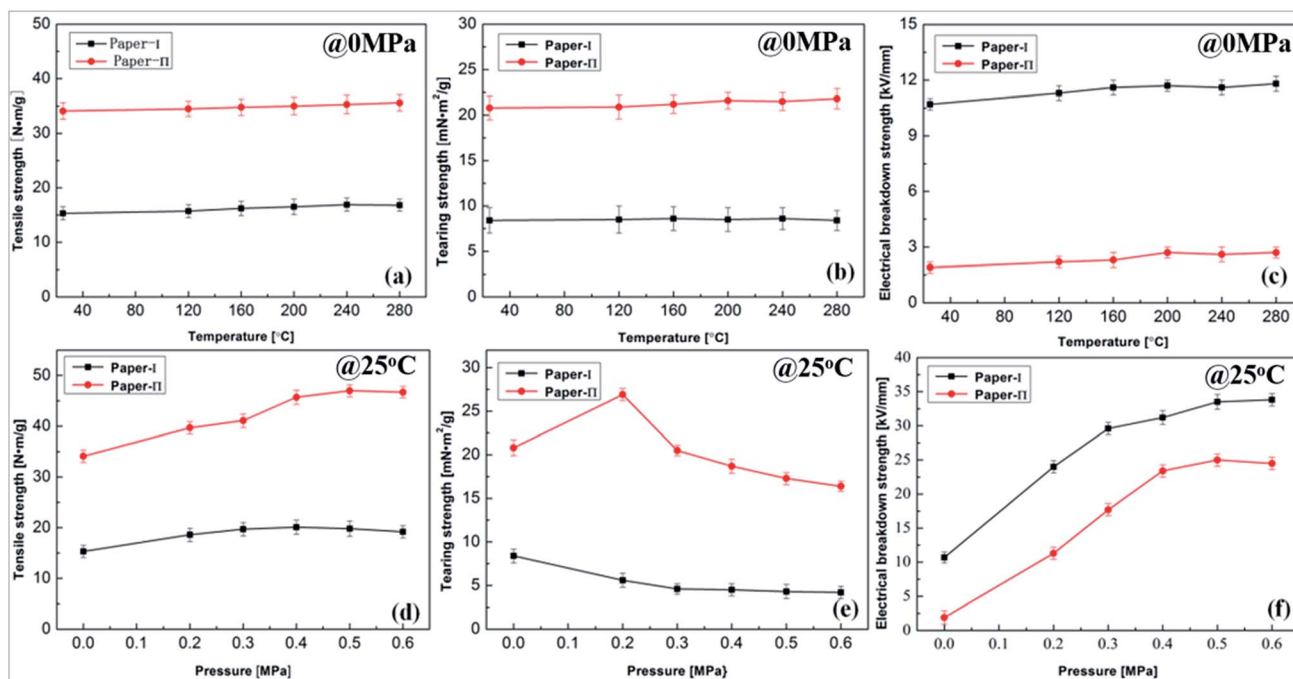 Tensile strength [N•m/g]
50
40
30
20
10
0
Paper-I
Paper-Π
@0MPa
(a)
40 80 120 160 200 240 280
Temperature [°C]
Tearing strength [mN•m²/g]
30
25
20
15
10
5
0
Paper-I
Paper-Π
@0MPa
(b)
40 80 120 160 200 240 280
Temperature [°C]
Electrical breakdown strength [kV/mm]
15
12
9
6
3
0
Paper-I
Paper-Π
@0MPa
(c)
40 80 120 160 200 240 280
Temperature [°C]
Tensile strength [N•m/g]
50
40
30
20
10
0
Paper-I
Paper-Π
@25°C
(d)
0.0 0.1 0.2 0.3 0.4 0.5 0.6
Pressure [MPa]
Tearing strength [mN•m²/g]
30
25
20
15
10
5
0
Paper-I
Paper-Π
@25°C
(e)
0.0 0.1 0.2 0.3 0.4 0.5 0.6
Pressure [MPa}
Electrical breakdown strength [kV/mm]
40
35
30
25
20
15
10
5
0
Paper-I
Paper-Π
@25°C
(f)
0.0 0.1 0.2 0.3 0.4 0.5 0.6
Pressure [MPa]